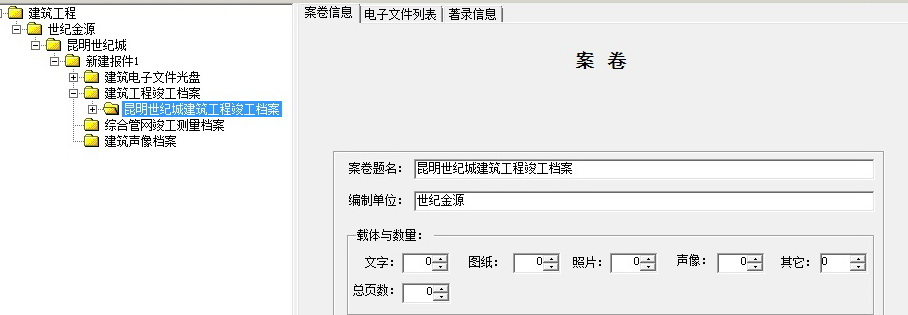 建筑工程
世纪金源
昆明世纪城
新建报件1
建筑电子文件光盘
建筑工程竣工档案
昆明世纪城建筑工程竣工档案
综合管网竣工测量档案
建筑声像档案
案卷信息 电子文件列表 著录信息
案 卷
案卷题名: 昆明世纪城建筑工程竣工档案
编制单位: 世纪金源
载体与数量:
文字: 0 图纸: 0 照片: 0 声像: 0 其它: 0
总页数: 0